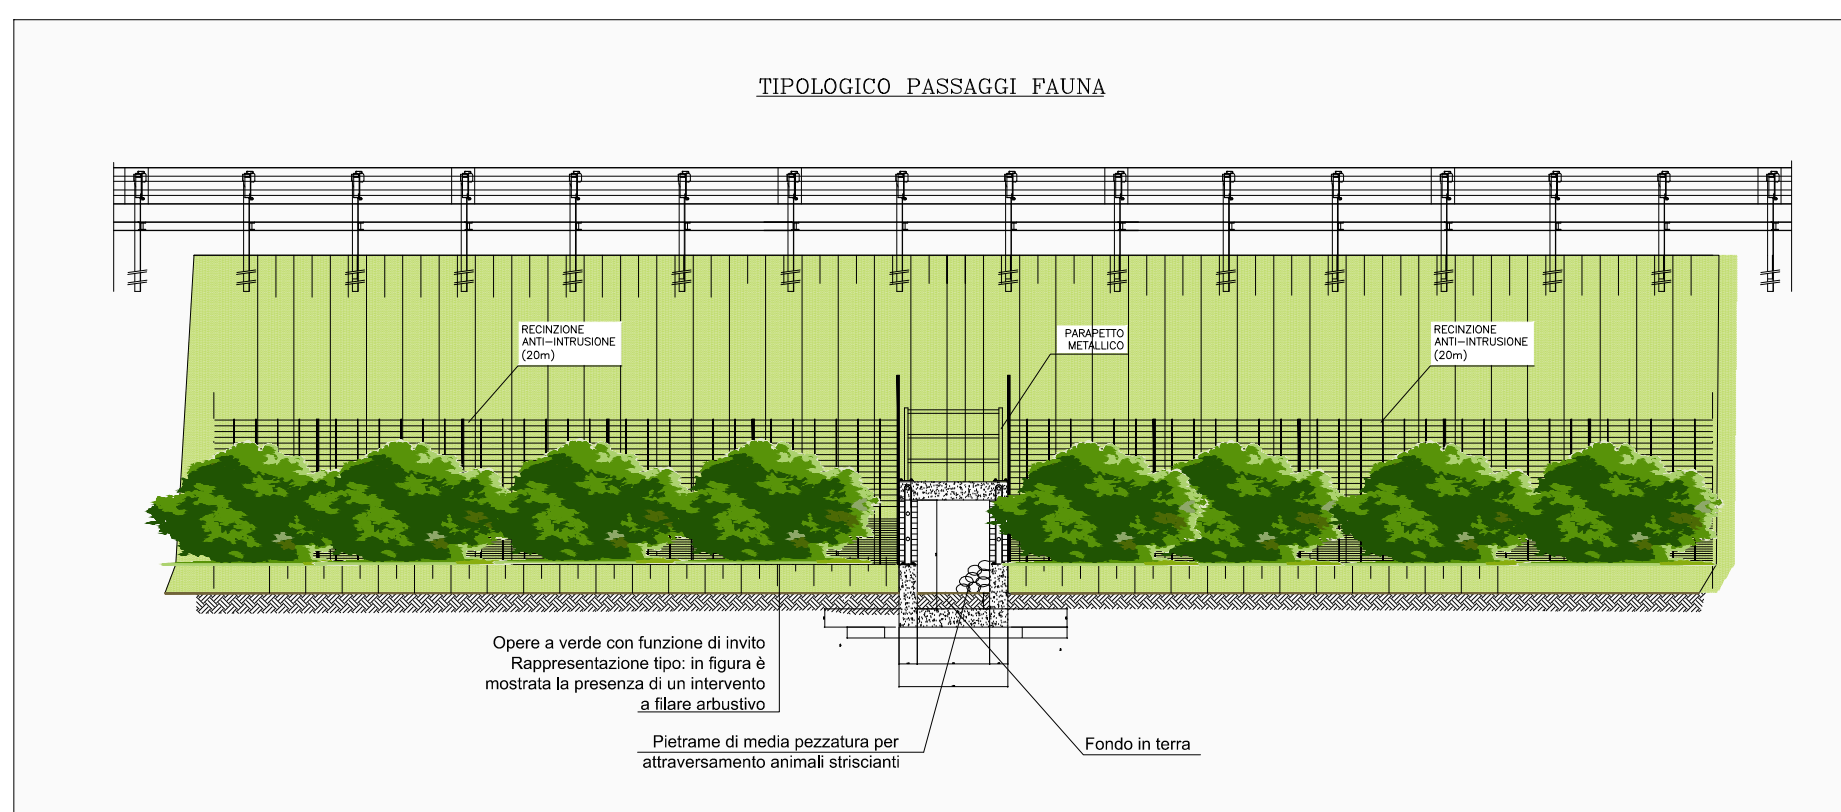 TIPOLOGICO PASSAGGI FAUNA
RECINZIONE
ANTI-INTRUSIONE
(20m)
PARAPETTO
METALLICO
RECINZIONE
ANTI-INTRUSIONE
(20m)
Opere a verde con funzione di invito
Rappresentazione tipo: in figura è
mostrata la presenza di un intervento
a filare arbustivo
Pietrame di media pezzatura per
attraversamento animali striscianti
Fondo in terra